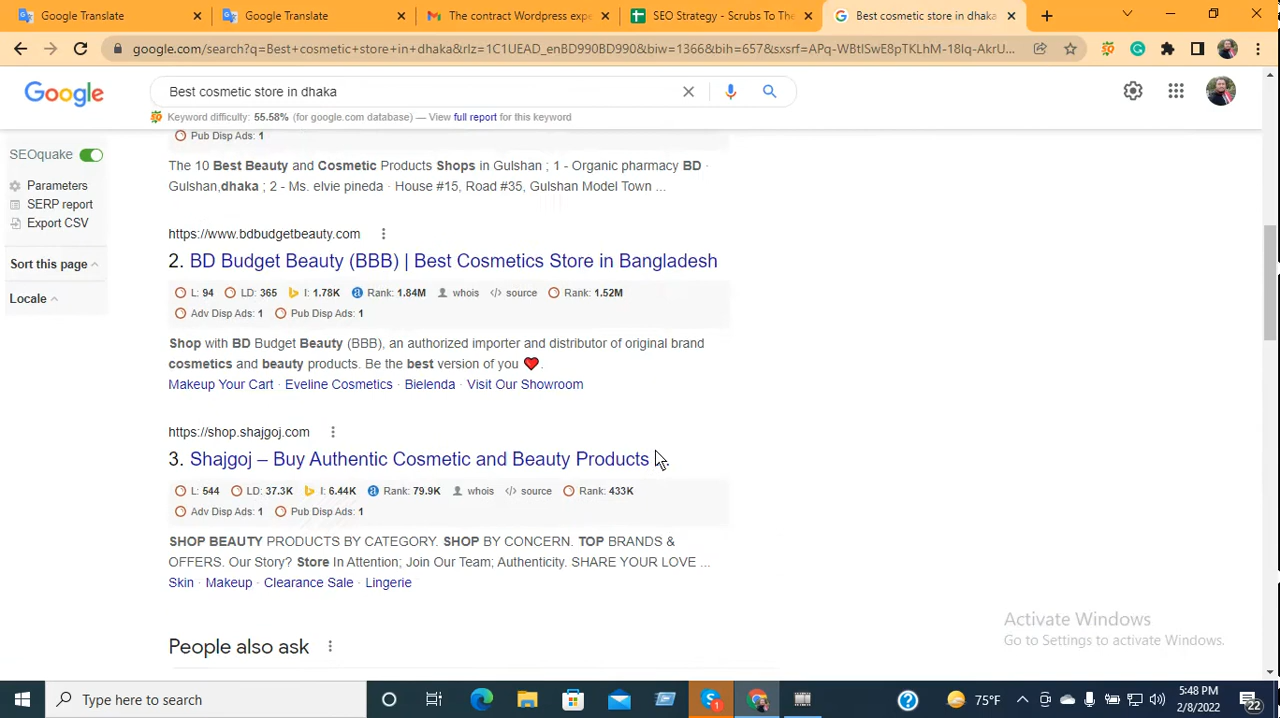 Google Translate
Google Translate
The contract Wordpress expe
SEO Strategy - Scrubs To The
Best cosmetic store in dhaka
google.com/search?q=Best+cosmetic+store+in+dhaka&rlz=1C1UEAD_enBD990BD990&biw=1366&bih=657&sxsrf=APq-WBtlSwE8pTKLhM-18lq-AkrU...
Google
Best cosmetic store in dhaka
Keyword difficulty: 55.58% (for google.com database) — View full report for this keyword
SEOquake
Parameters
SERP report
Export CSV
Sort this page
Locale
Pub Disp Ads: 1
The 10 Best Beauty and Cosmetic Products Shops in Gulshan ; 1 - Organic pharmacy BD ·
Gulshan,dhaka ; 2 - Ms. elvie pineda · House #15, Road #35, Gulshan Model Town ...
https://www.bdbudgetbeauty.com
2. BD Budget Beauty (BBB) | Best Cosmetics Store in Bangladesh
L: 94 LD: 365 I: 1.78K Rank: 1.84M whois source Rank: 1.52M
Adv Disp Ads: 1 Pub Disp Ads: 1
Shop with BD Budget Beauty (BBB), an authorized importer and distributor of original brand
cosmetics and beauty products. Be the best version of you ❤.
Makeup Your Cart · Eveline Cosmetics · Bielenda · Visit Our Showroom
https://shop.shajgoj.com
3. Shajgoj – Buy Authentic Cosmetic and Beauty Products ...
L: 544 LD: 37.3K I: 6.44K Rank: 79.9K whois source Rank: 433K
Adv Disp Ads: 1 Pub Disp Ads: 1
SHOP BEAUTY PRODUCTS BY CATEGORY. SHOP BY CONCERN. TOP BRANDS &
OFFERS. Our Story? Store In Attention; Join Our Team; Authenticity. SHARE YOUR LOVE ...
Skin · Makeup · Clearance Sale · Lingerie
People also ask
Activate Windows
Go to Settings to activate Windows.
Type here to search
1
75°F
5:48 PM
2/8/2022
22